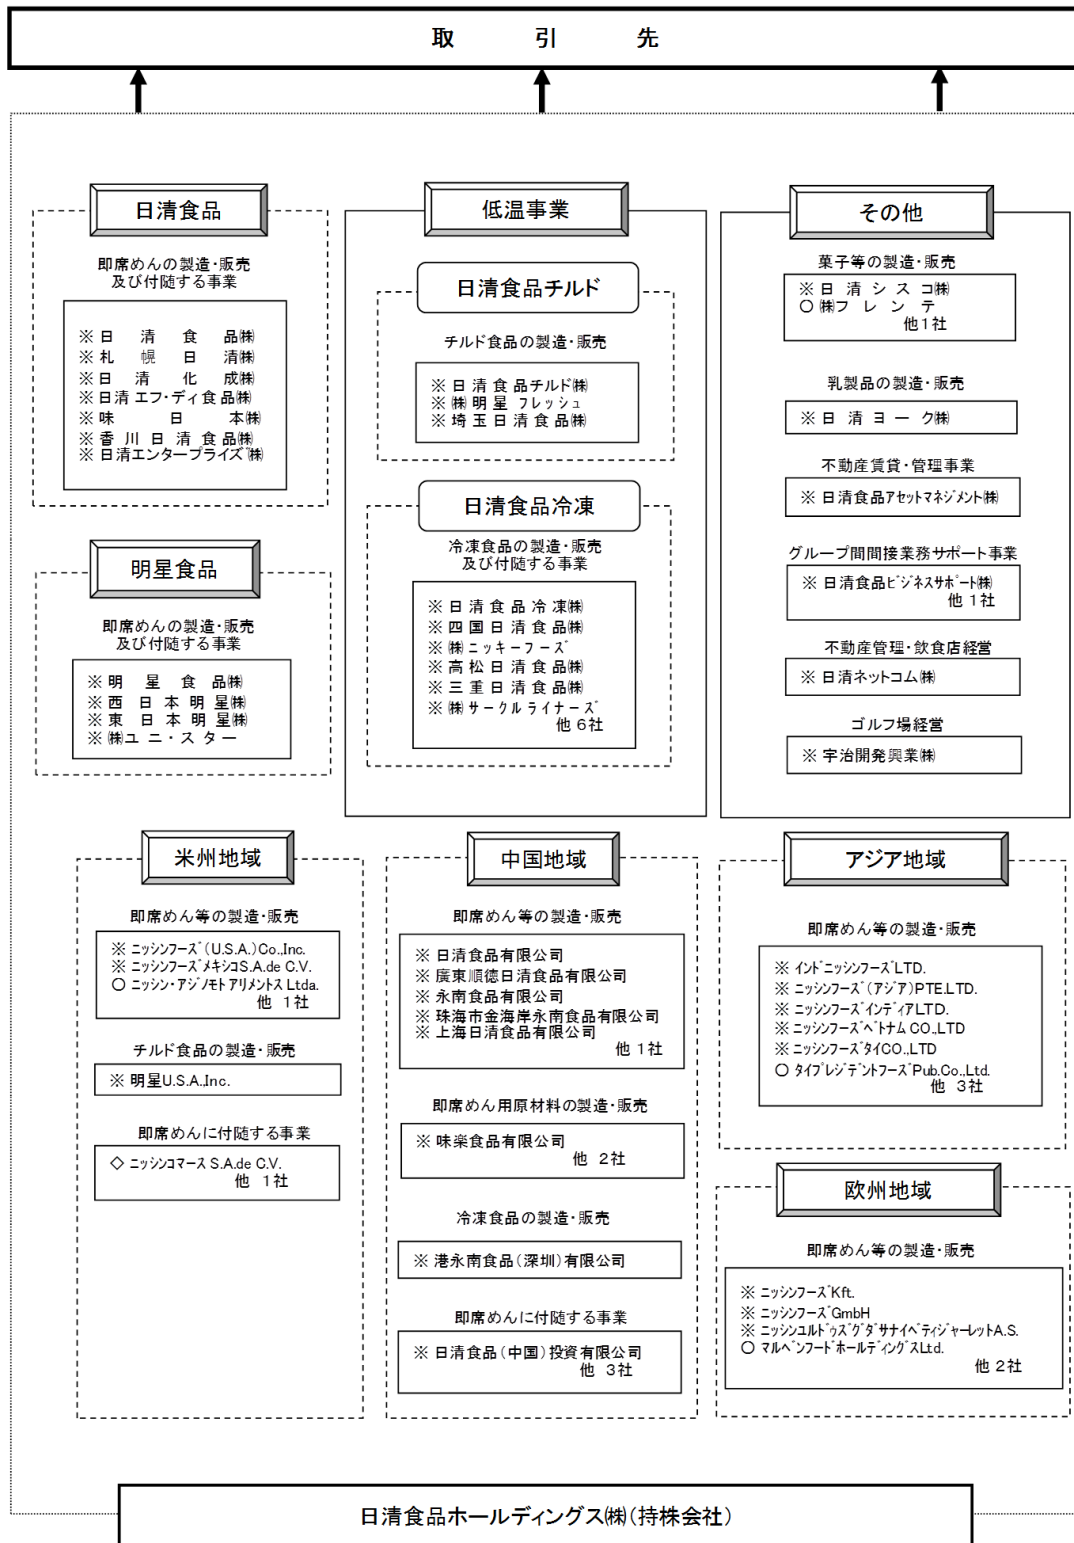 取引先
日清食品
即席めんの製造・販売
及び付随する事業
※日清食品㈱
※札幌日清㈱
※日清化成㈱
※日清エフ・ディ食品㈱
※味日本㈱
※香川日清食品㈱
※日清エンタープライズ㈱
明星食品
即席めんの製造・販売
及び付随する事業
※明星食品㈱
※西日本明星㈱
※東日本明星㈱
※㈱ユニ・スター
低温事業
日清食品チルド
チルド食品の製造・販売
※日清食品チルド㈱
※㈱明星フレッシュ
※埼玉日清食品㈱
日清食品冷凍
冷凍食品の製造・販売
及び付随する事業
※日清食品冷凍㈱
※四国日清食品㈱
※㈱ニッキーフーズ
※高松日清食品㈱
※三重日清食品㈱
※㈱サークルライナーズ
他6社
その他
菓子等の製造・販売
※日清シスコ㈱
○㈱フレンテ
他1社
乳製品の製造・販売
※日清ヨーク㈱
不動産賃貸・管理事業
※日清食品アセットマネジメント㈱
グループ間間接業務サポート事業
※日清食品ビジネスサポート㈱
他1社
不動産管理・飲食店経営
※日清ネットコム㈱
ゴルフ場経営
※宇治開発興業㈱
米州地域
即席めん等の製造・販売
※ニッシンフーズ(U.S.A.)Co.,Inc.
※ニッシンフーズメキシコS.A.de C.V.
○ニッシン・アジノモトアリメントスLtda.
他 1社
チルド食品の製造・販売
※明星U.S.A.,Inc.
即席めんに付随する事業
◇ニッシンコマース S.A.de C.V.
他 1社
中国地域
即席めん等の製造・販売
※日清食品有限公司
※廣東順徳日清食品有限公司
※永南食品有限公司
※珠海市金海岸永南食品有限公司
※上海日清食品有限公司
他1社
即席めん用原材料の製造・販売
※味楽食品有限公司
他 2社
冷凍食品の製造・販売
※港永南食品(深圳)有限公司
即席めんに付随する事業
※日清食品(中国)投資有限公司
他 3社
アジア地域
即席めん等の製造・販売
※インドニッシンフーズLTD.
※ニッシンフーズ(アジア)PTE.LTD.
※ニッシンフーズインディアLTD.
※ニッシンフーズベトナムCO.,LTD
※ニッシンフーズタイCO.,LTD
○タイプレジデントフーズPub.Co.,Ltd.
他 3社
欧州地域
即席めん等の製造・販売
※ニッシンフーズKft.
※ニッシンフーズGmbH
※ニッシンユルドゥズグダサナイベティジャーレットA.S.
○マルベンフードホールディングスLtd.
他2社
日清食品ホールディングス㈱(持株会社)